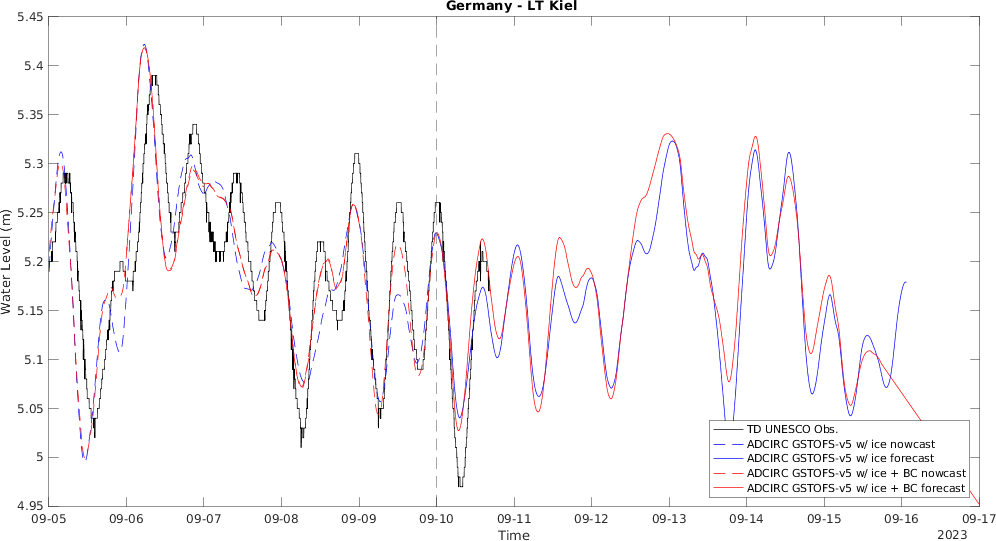 Germany - LT Kiel
5.45
5.4
5.35
5.3
5.25
5.2
5.15
5.1
5.05
5
4.95
Water Level (m)
09-05 09-06 09-07 09-08 09-09 09-10 09-11 09-12 09-13 09-14 09-15 09-16 09-17
Time
2023
TD UNESCO Obs.
ADCIRC GSTOFS-v5 w/ ice nowcast
ADCIRC GSTOFS-v5 w/ ice forecast
ADCIRC GSTOFS-v5 w/ ice + BC nowcast
ADCIRC GSTOFS-v5 w/ ice + BC forecast